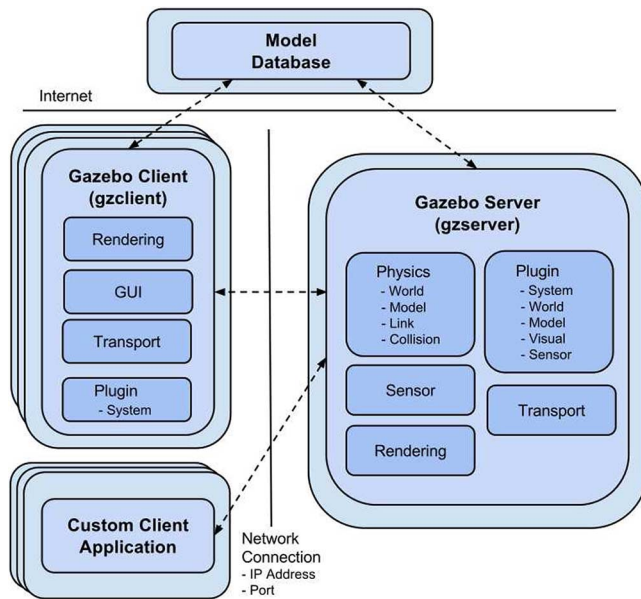 Model
Database
Internet
Gazebo Client
(gzclient)
Rendering
GUI
Transport
Plugin
- System
Gazebo Server
(gzserver)
Physics
- World
- Model
- Link
- Collision
Plugin
- System
- World
- Model
- Visual
- Sensor
Sensor
Transport
Rendering
Custom Client
Application
Network
Connection
- IP Address
- Port